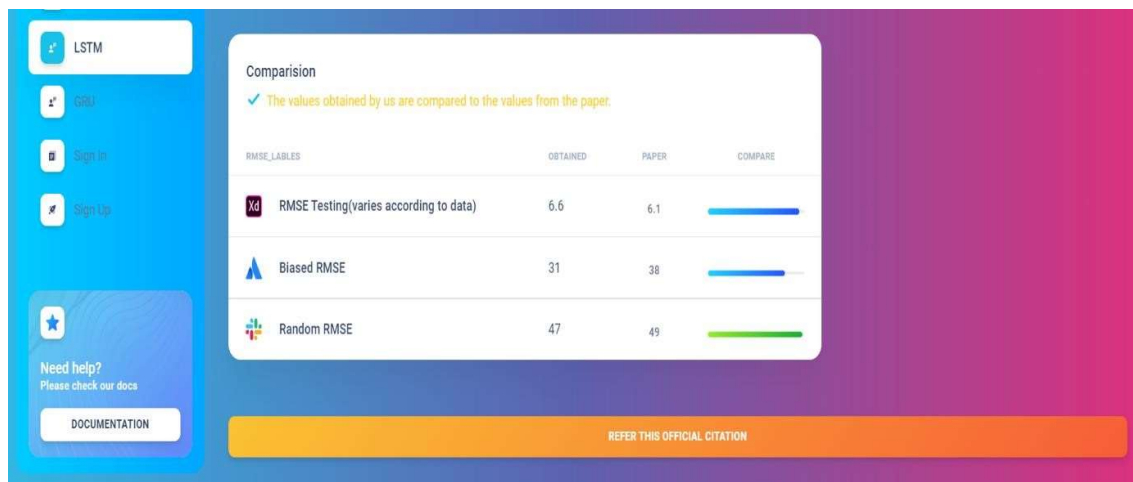 LSTM
GRU
Sign In
Sign Up
Need help?
Please check our docs
DOCUMENTATION
Comparision
The values obtained by us are compared to the values from the paper.
RMSE_LABLES OBTAINED PAPER COMPARE
Xd RMSE Testing(varies according to data) 6.6 6.1
Biased RMSE 31 38
Random RMSE 47 49
REFER THIS OFFICIAL CITATION